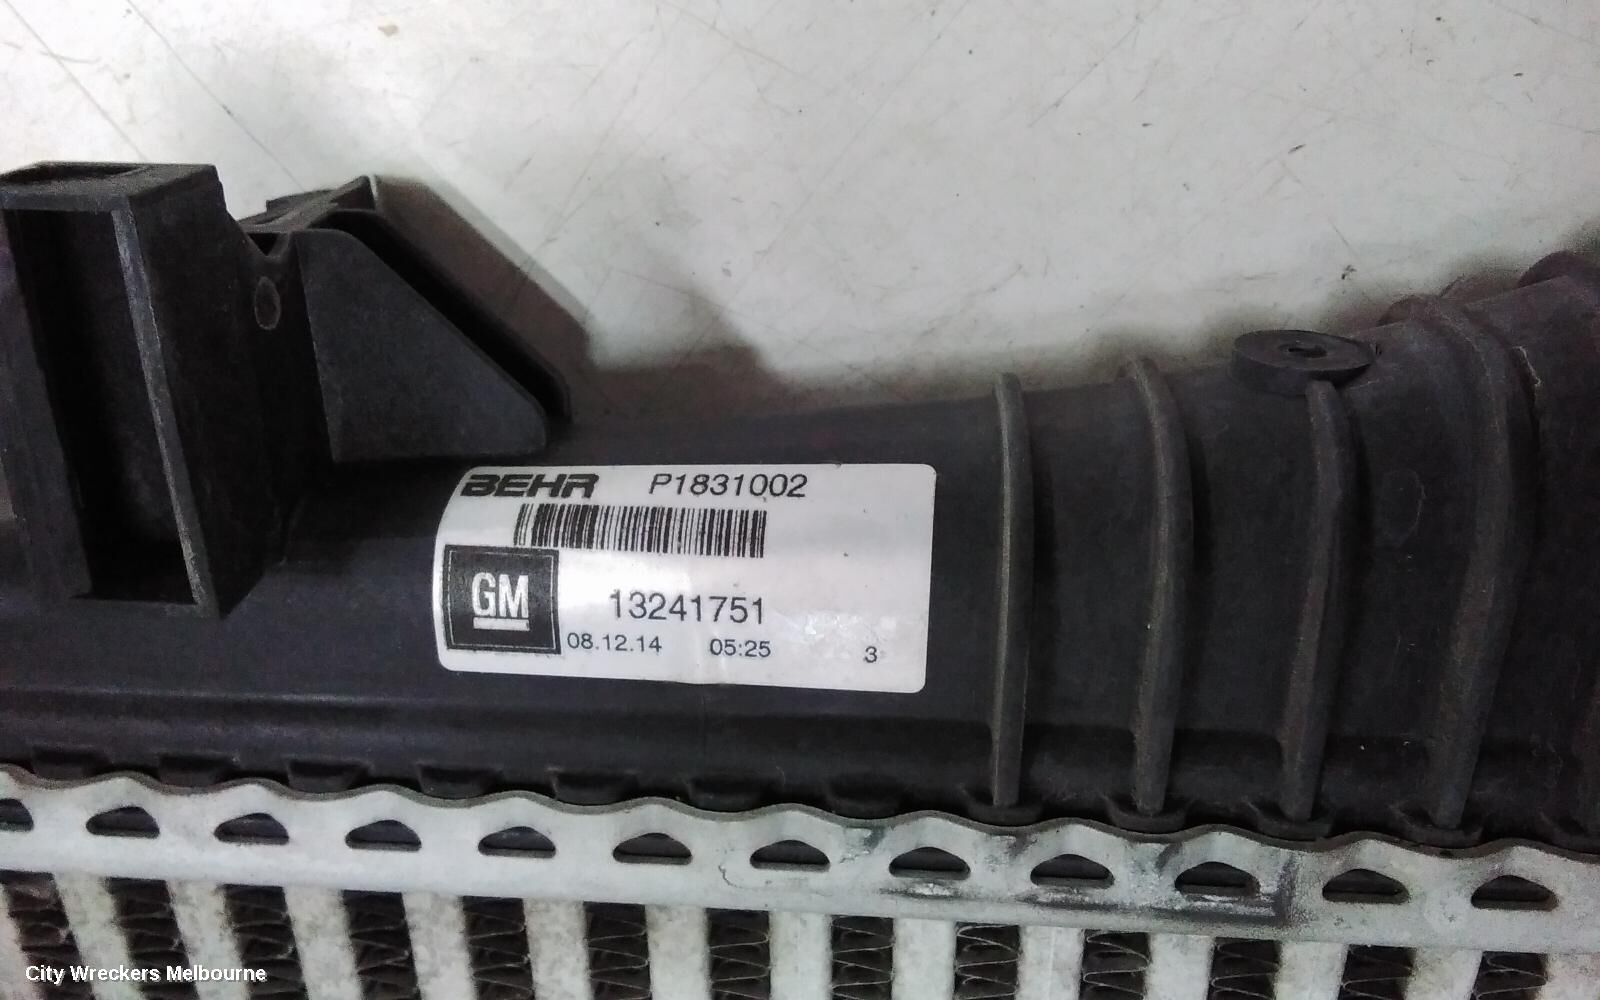 BEHR P1831002
GM 13241751
08.12.14 05:25 3
City Wreckers Melbourne